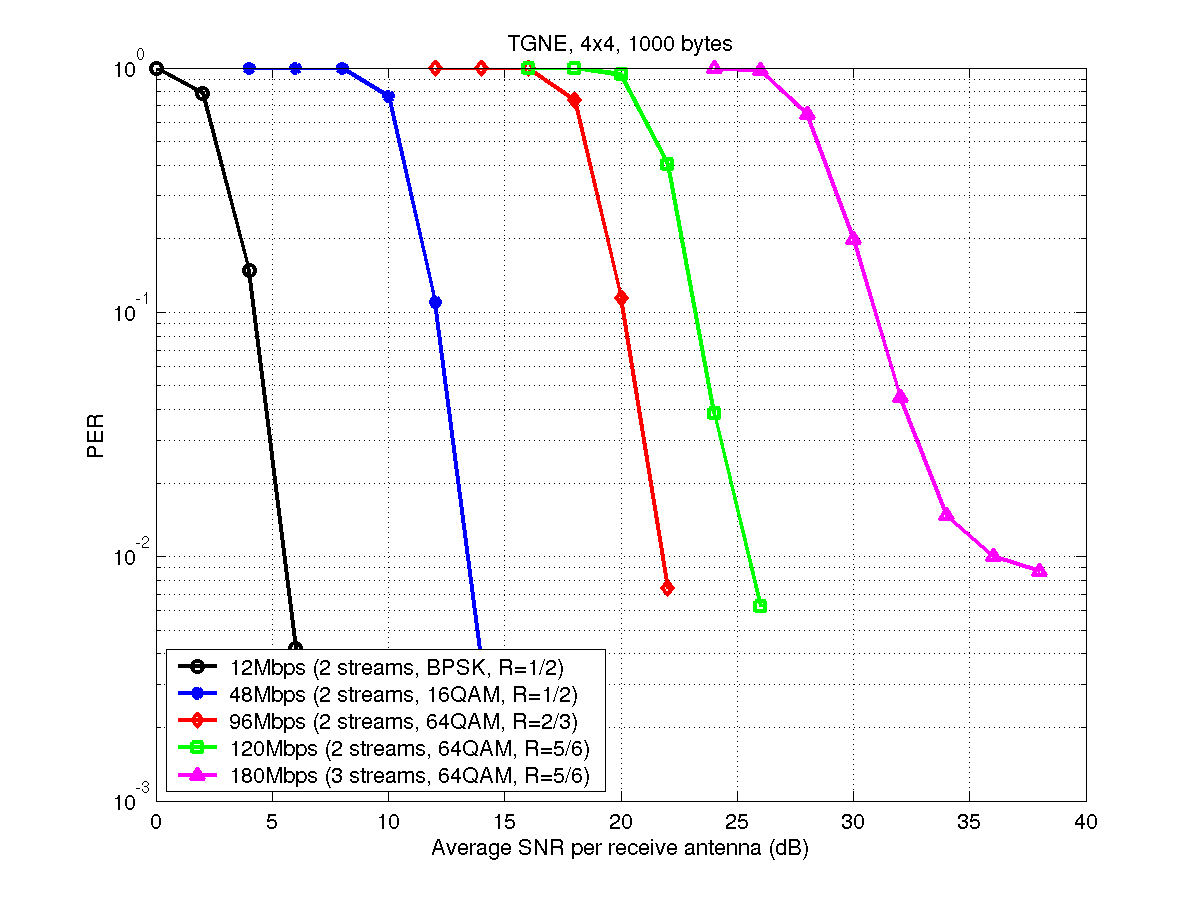 TGNE, 4x4, 1000 bytes
10^0
10^-1
10^-2
10^-3
PER
12Mbps (2 streams, BPSK, R=1/2)
48Mbps (2 streams, 16QAM, R=1/2)
96Mbps (2 streams, 64QAM, R=2/3)
120Mbps (2 streams, 64QAM, R=5/6)
180Mbps (3 streams, 64QAM, R=5/6)
0 5 10 15 20 25 30 35 40
Average SNR per receive antenna (dB)